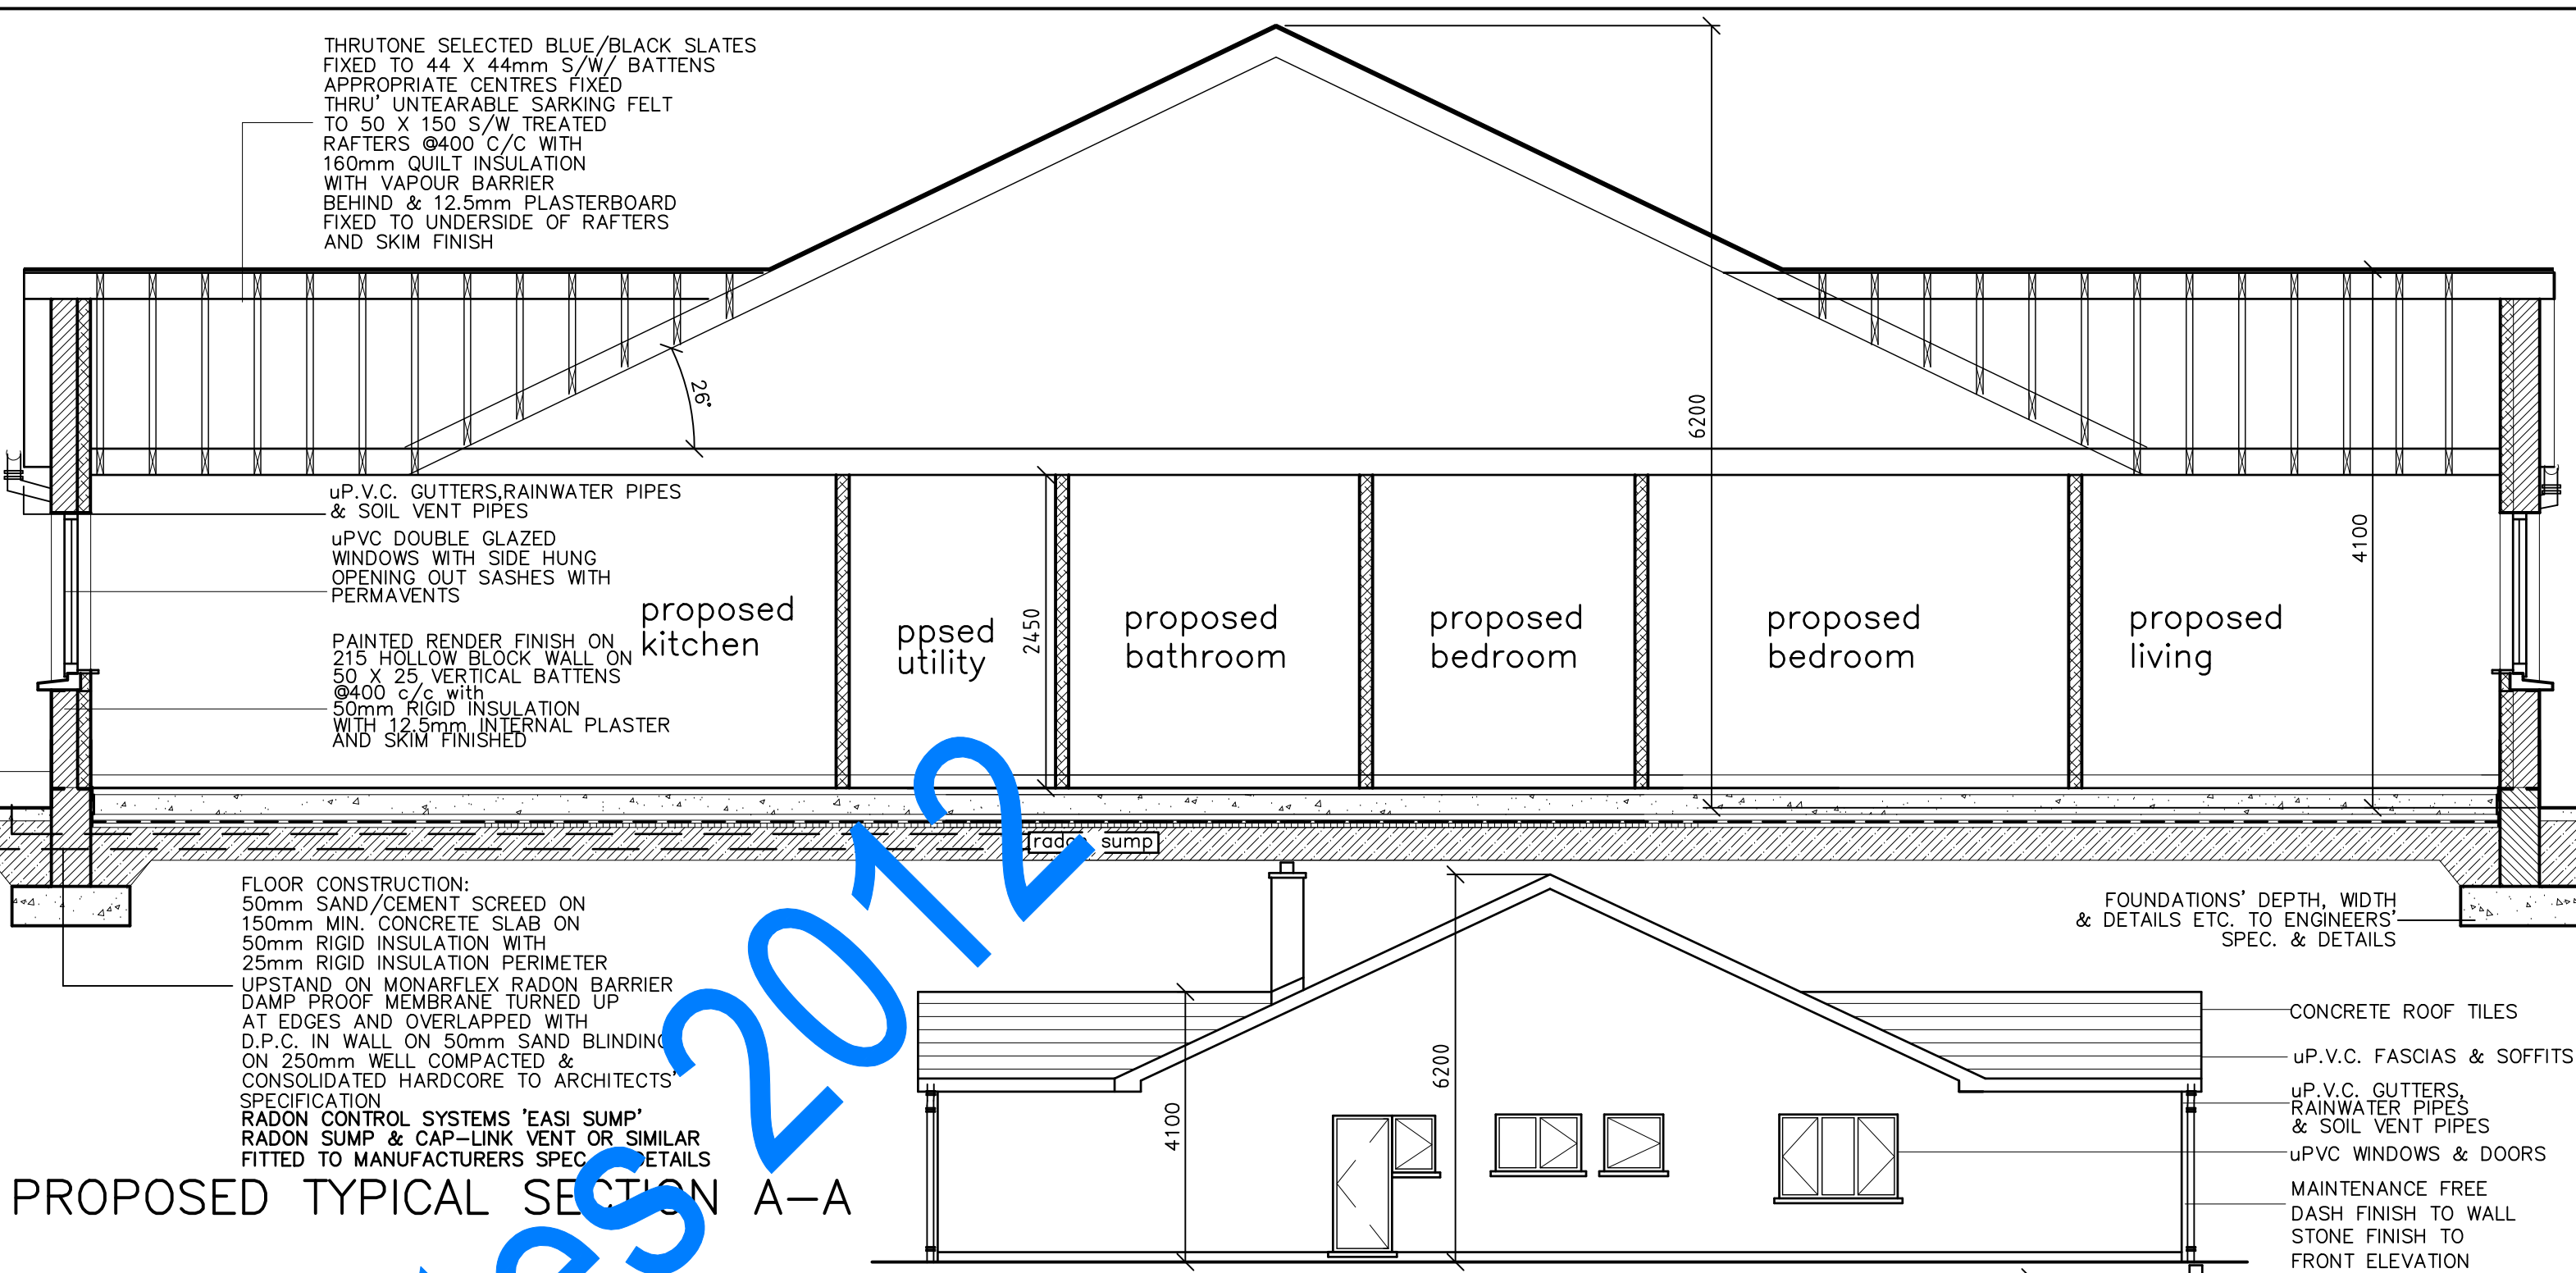 THRUTONE SELECTED BLUE/BLACK SLATES
FIXED TO 44 X 44mm S/W/ BATTENS
APPROPRIATE CENTRES FIXED
THRU' UNTEARABLE SARKING FELT
TO 50 X 150 S/W TREATED
RAFTERS @400 C/C WITH
160mm QUILT INSULATION
WITH VAPOUR BARRIER
BEHIND & 12.5mm PLASTERBOARD
FIXED TO UNDERSIDE OF RAFTERS
AND SKIM FINISH
26°
6200
4100
2450
uP.V.C. GUTTERS,RAINWATER PIPES
& SOIL VENT PIPES
uPVC DOUBLE GLAZED
WINDOWS WITH SIDE HUNG
OPENING OUT SASHES WITH
PERMAVENTS
PAINTED RENDER FINISH ON
215 HOLLOW BLOCK WALL ON
50 X 25 VERTICAL BATTENS
@400 c/c with
50mm RIGID INSULATION
WITH 12.5mm INTERNAL PLASTER
AND SKIM FINISHED
proposed
kitchen
ppsed
utility
proposed
bathroom
proposed
bedroom
proposed
bedroom
proposed
living
radon sump
FLOOR CONSTRUCTION:
50mm SAND/CEMENT SCREED ON
150mm MIN. CONCRETE SLAB ON
50mm RIGID INSULATION WITH
25mm RIGID INSULATION PERIMETER
UPSTAND ON MONARFLEX RADON BARRIER
DAMP PROOF MEMBRANE TURNED UP
AT EDGES AND OVERLAPPED WITH
D.P.C. IN WALL ON 50mm SAND BLINDING
ON 250mm WELL COMPACTED &
CONSOLIDATED HARDCORE TO ARCHITECTS'
SPECIFICATION
RADON CONTROL SYSTEMS 'EASI SUMP'
RADON SUMP & CAP-LINK VENT OR SIMILAR
FITTED TO MANUFACTURERS SPEC. DETAILS
PROPOSED TYPICAL SECTION A-A
FOUNDATIONS' DEPTH, WIDTH
& DETAILS ETC. TO ENGINEERS'
SPEC. & DETAILS
4100
6200
CONCRETE ROOF TILES
uP.V.C. FASCIAS & SOFFITS
uP.V.C. GUTTERS,
RAINWATER PIPES
& SOIL VENT PIPES
uPVC WINDOWS & DOORS
MAINTENANCE FREE
DASH FINISH TO WALL
STONE FINISH TO
FRONT ELEVATION
es 2012